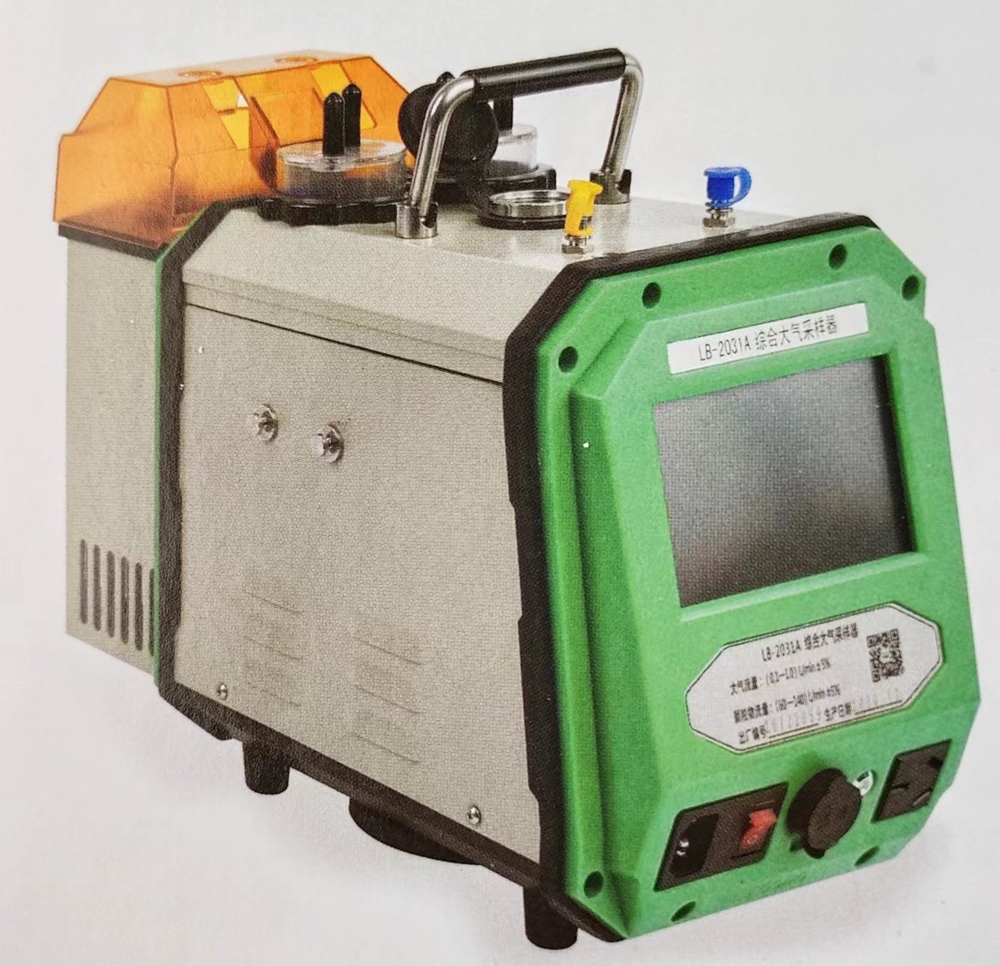 LB-2031A 综合大气采样器
LB-2031A 综合大气采样器
大气流量：(0.1—1.0) L/min ±5%
颗粒物流量：(60—140) L/min ±5%
出厂编号 生产日期